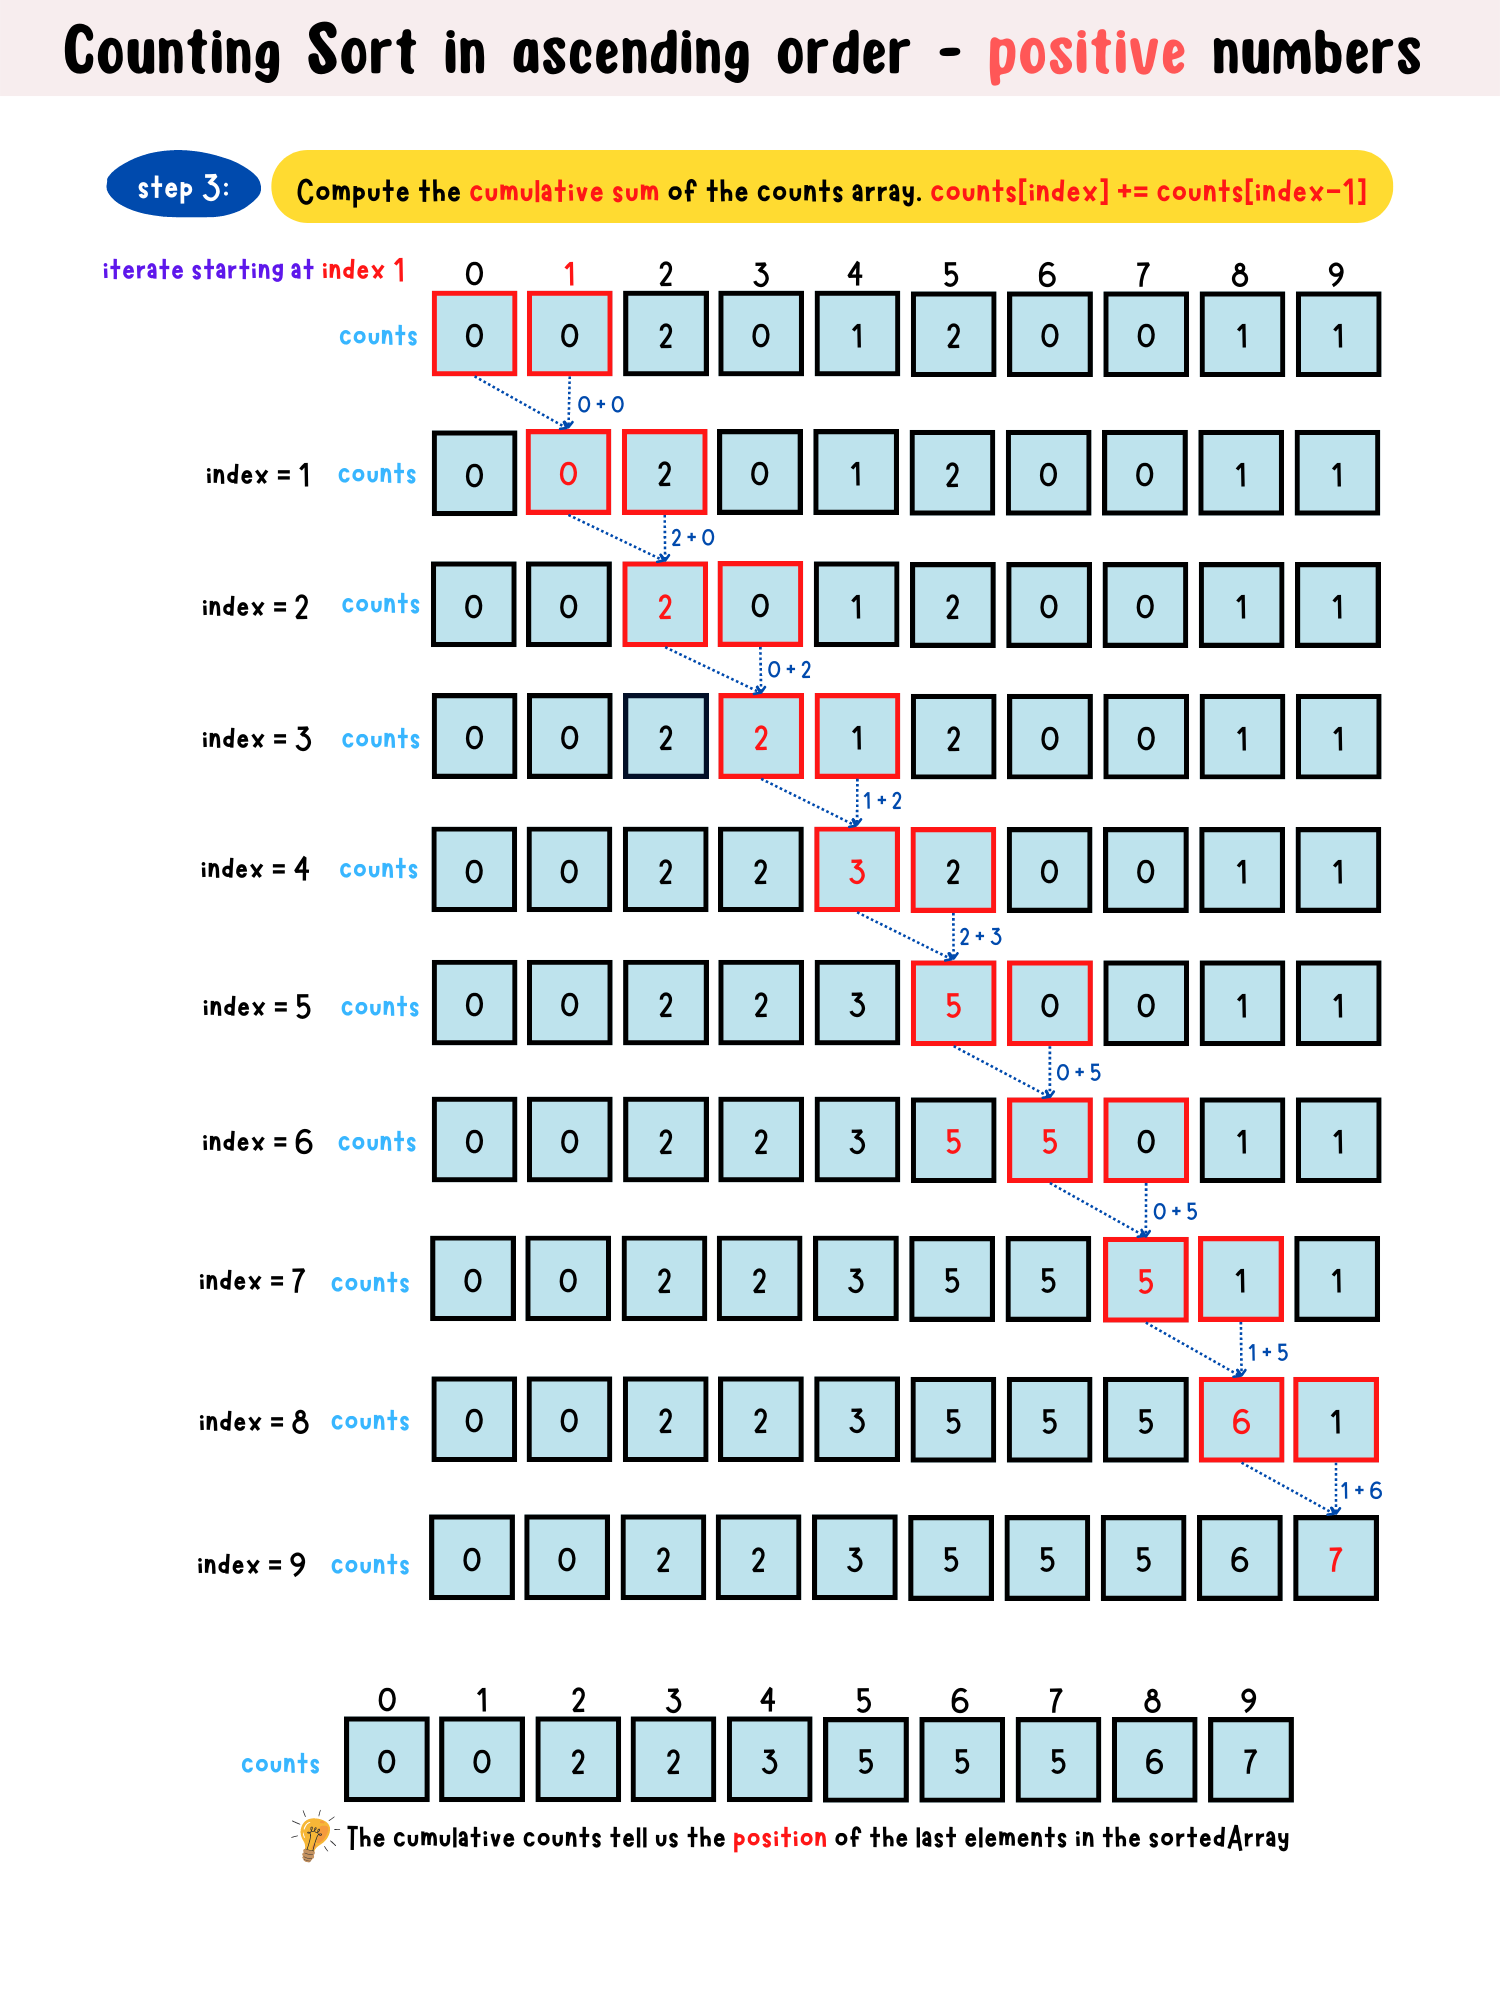 Counting Sort in ascending order - positive numbers
step 3: Compute the cumulative sum of the counts array. counts[index] += counts[index-1]
iterate starting at index 1 0 1 2 3 4 5 6 7 8 9
counts 0 0 2 0 1 2 0 0 1 1
0 + 0
index = 1 counts 0 0 2 0 1 2 0 0 1 1
2 + 0
index = 2 counts 0 0 2 0 1 2 0 0 1 1
0 + 2
index = 3 counts 0 0 2 2 1 2 0 0 1 1
1 + 2
index = 4 counts 0 0 2 2 3 2 0 0 1 1
2 + 3
index = 5 counts 0 0 2 2 3 5 0 0 1 1
0 + 5
index = 6 counts 0 0 2 2 3 5 5 0 1 1
0 + 5
index = 7 counts 0 0 2 2 3 5 5 5 1 1
1 + 5
index = 8 counts 0 0 2 2 3 5 5 5 6 1
1 + 6
index = 9 counts 0 0 2 2 3 5 5 5 6 7
0 1 2 3 4 5 6 7 8 9
counts 0 0 2 2 3 5 5 5 6 7
The cumulative counts tell us the position of the last elements in the sortedArray